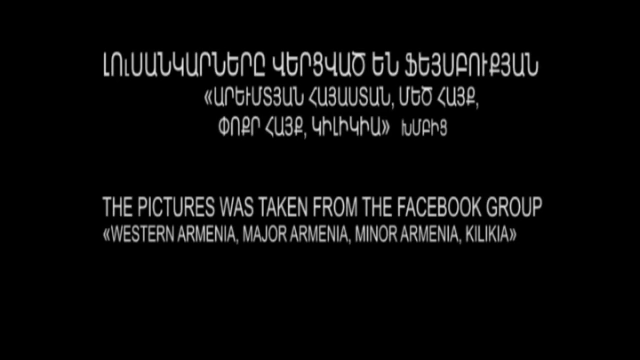 ԼՈւՍԱՆԿԱՐՆԵՐԸ ՎԵՐՑՎԱԾ ԵՆ ՖԵՅՍԲՈՒՔՅԱՆ
«ԱՐԵՒՄՏՅԱՆ ՀԱՅԱՍՏԱՆ, ՄԵԾ ՀԱՅՔ,
ՓՈՔՐ ՀԱՅՔ, ԿԻԼԻԿԻԱ» ԽՄԲԻՑ
THE PICTURES WAS TAKEN FROM THE FACEBOOK GROUP
«WESTERN ARMENIA, MAJOR ARMENIA, MINOR ARMENIA, KILIKIA»